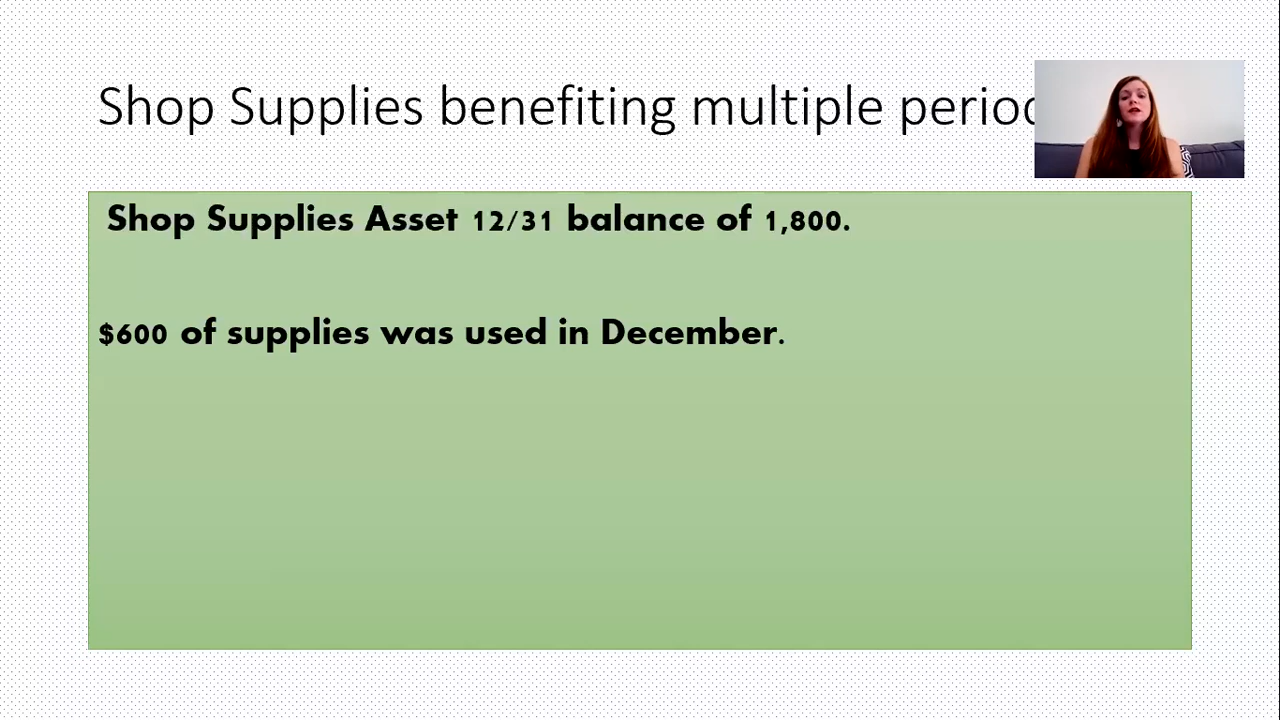 Shop Supplies benefiting multiple
Shop Supplies Asset 12/31 balance of 1,800.
$600 of supplies was used in December.